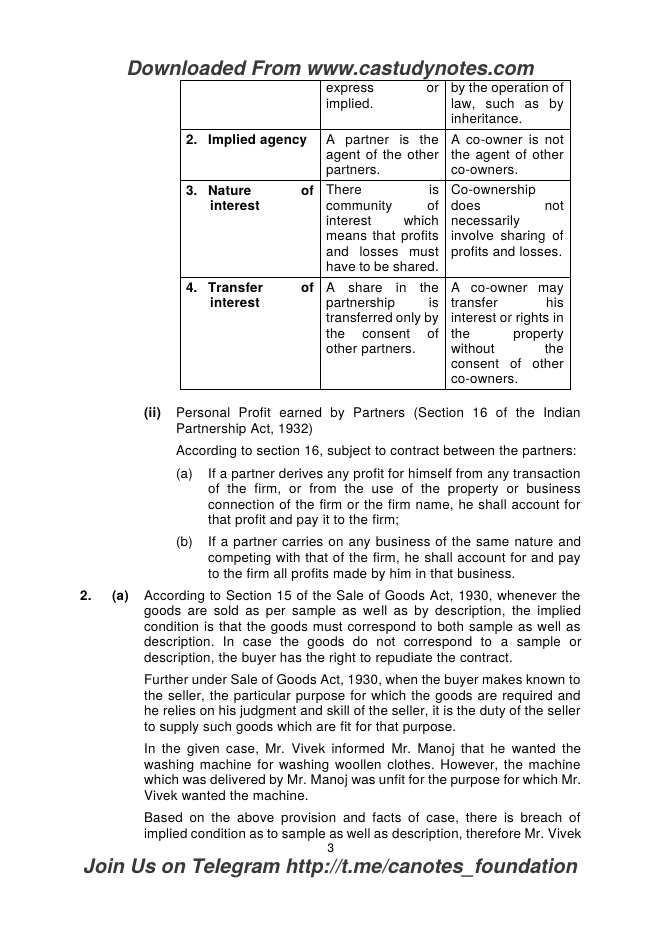 Downloaded From www.castudynotes.com
express or
implied.
by the operation of
law, such as by
inheritance.
2. Implied agency
A partner is the
agent of the other
partners.
A co-owner is not
the agent of other
co-owners.
3. Nature of
interest
There is
community of
interest which
means that profits
and losses must
have to be shared.
Co-ownership
does not
necessarily
involve sharing of
profits and losses.
4. Transfer of
interest
A share in the
partnership is
transferred only by
the consent of
other partners.
A co-owner may
transfer his
interest or rights in
the property
without the
consent of other
co-owners.
(ii) Personal Profit earned by Partners (Section 16 of the Indian
Partnership Act, 1932)
According to section 16, subject to contract between the partners:
(a) If a partner derives any profit for himself from any transaction
of the firm, or from the use of the property or business
connection of the firm or the firm name, he shall account for
that profit and pay it to the firm;
(b) If a partner carries on any business of the same nature and
competing with that of the firm, he shall account for and pay
to the firm all profits made by him in that business.
2. (a) According to Section 15 of the Sale of Goods Act, 1930, whenever the
goods are sold as per sample as well as by description, the implied
condition is that the goods must correspond to both sample as well as
description. In case the goods do not correspond to a sample or
description, the buyer has the right to repudiate the contract.
Further under Sale of Goods Act, 1930, when the buyer makes known to
the seller, the particular purpose for which the goods are required and
he relies on his judgment and skill of the seller, it is the duty of the seller
to supply such goods which are fit for that purpose.
In the given case, Mr. Vivek informed Mr. Manoj that he wanted the
washing machine for washing woollen clothes. However, the machine
which was delivered by Mr. Manoj was unfit for the purpose for which Mr.
Vivek wanted the machine.
Based on the above provision and facts of case, there is breach of
implied condition as to sample as well as description, therefore Mr. Vivek
3
Join Us on Telegram http://t.me/canotes_foundation